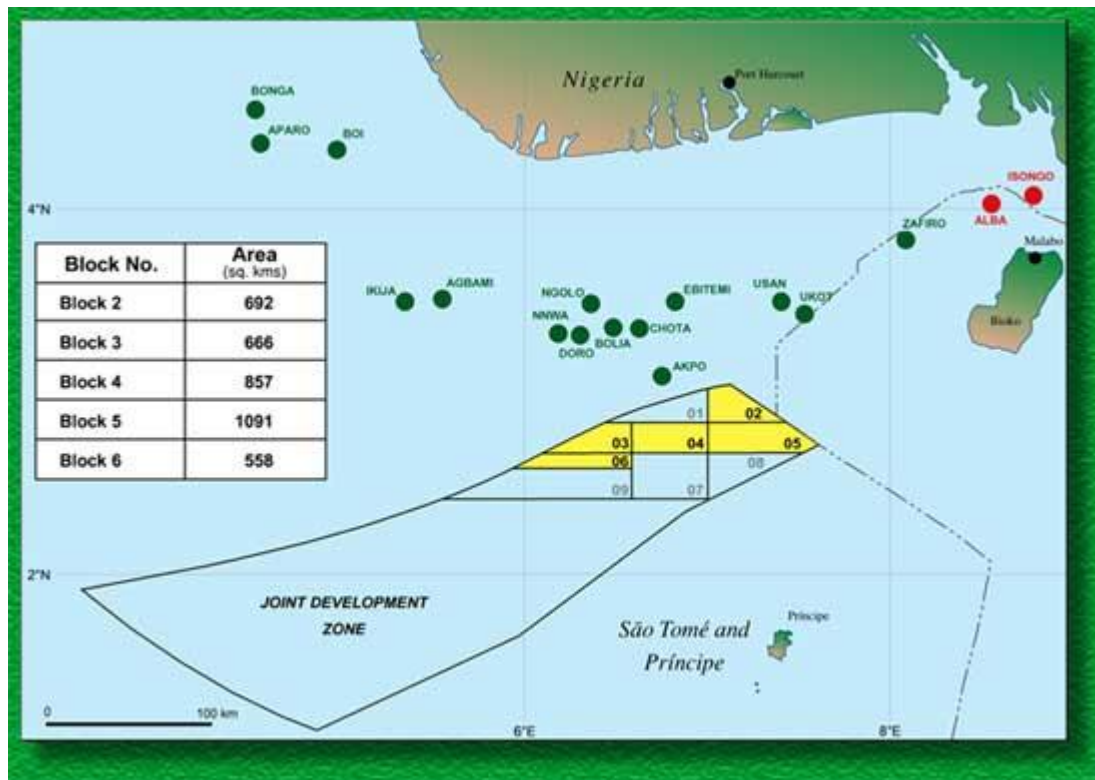 Nigeria
Port Harcourt
BONGA
APARO
BOI
ISONGO
4°N
ALBA
ZAFIRO
Malabo
Block No. Area
(sq. kms)
Block 2 692
Block 3 666
Block 4 857
Block 5 1091
Block 6 558
IKIJA
AGBAMI
NGOLO
EBITEMI
USAN
UKOT
Bioko
NNWA
CHOTA
BOLIA
DORO
AKPO
01
02
03
04
05
06
08
09
07
2°N
JOINT DEVELOPMENT
ZONE
São Tomé and
Príncipe
Príncipe
0
100 km
6°E
8°E